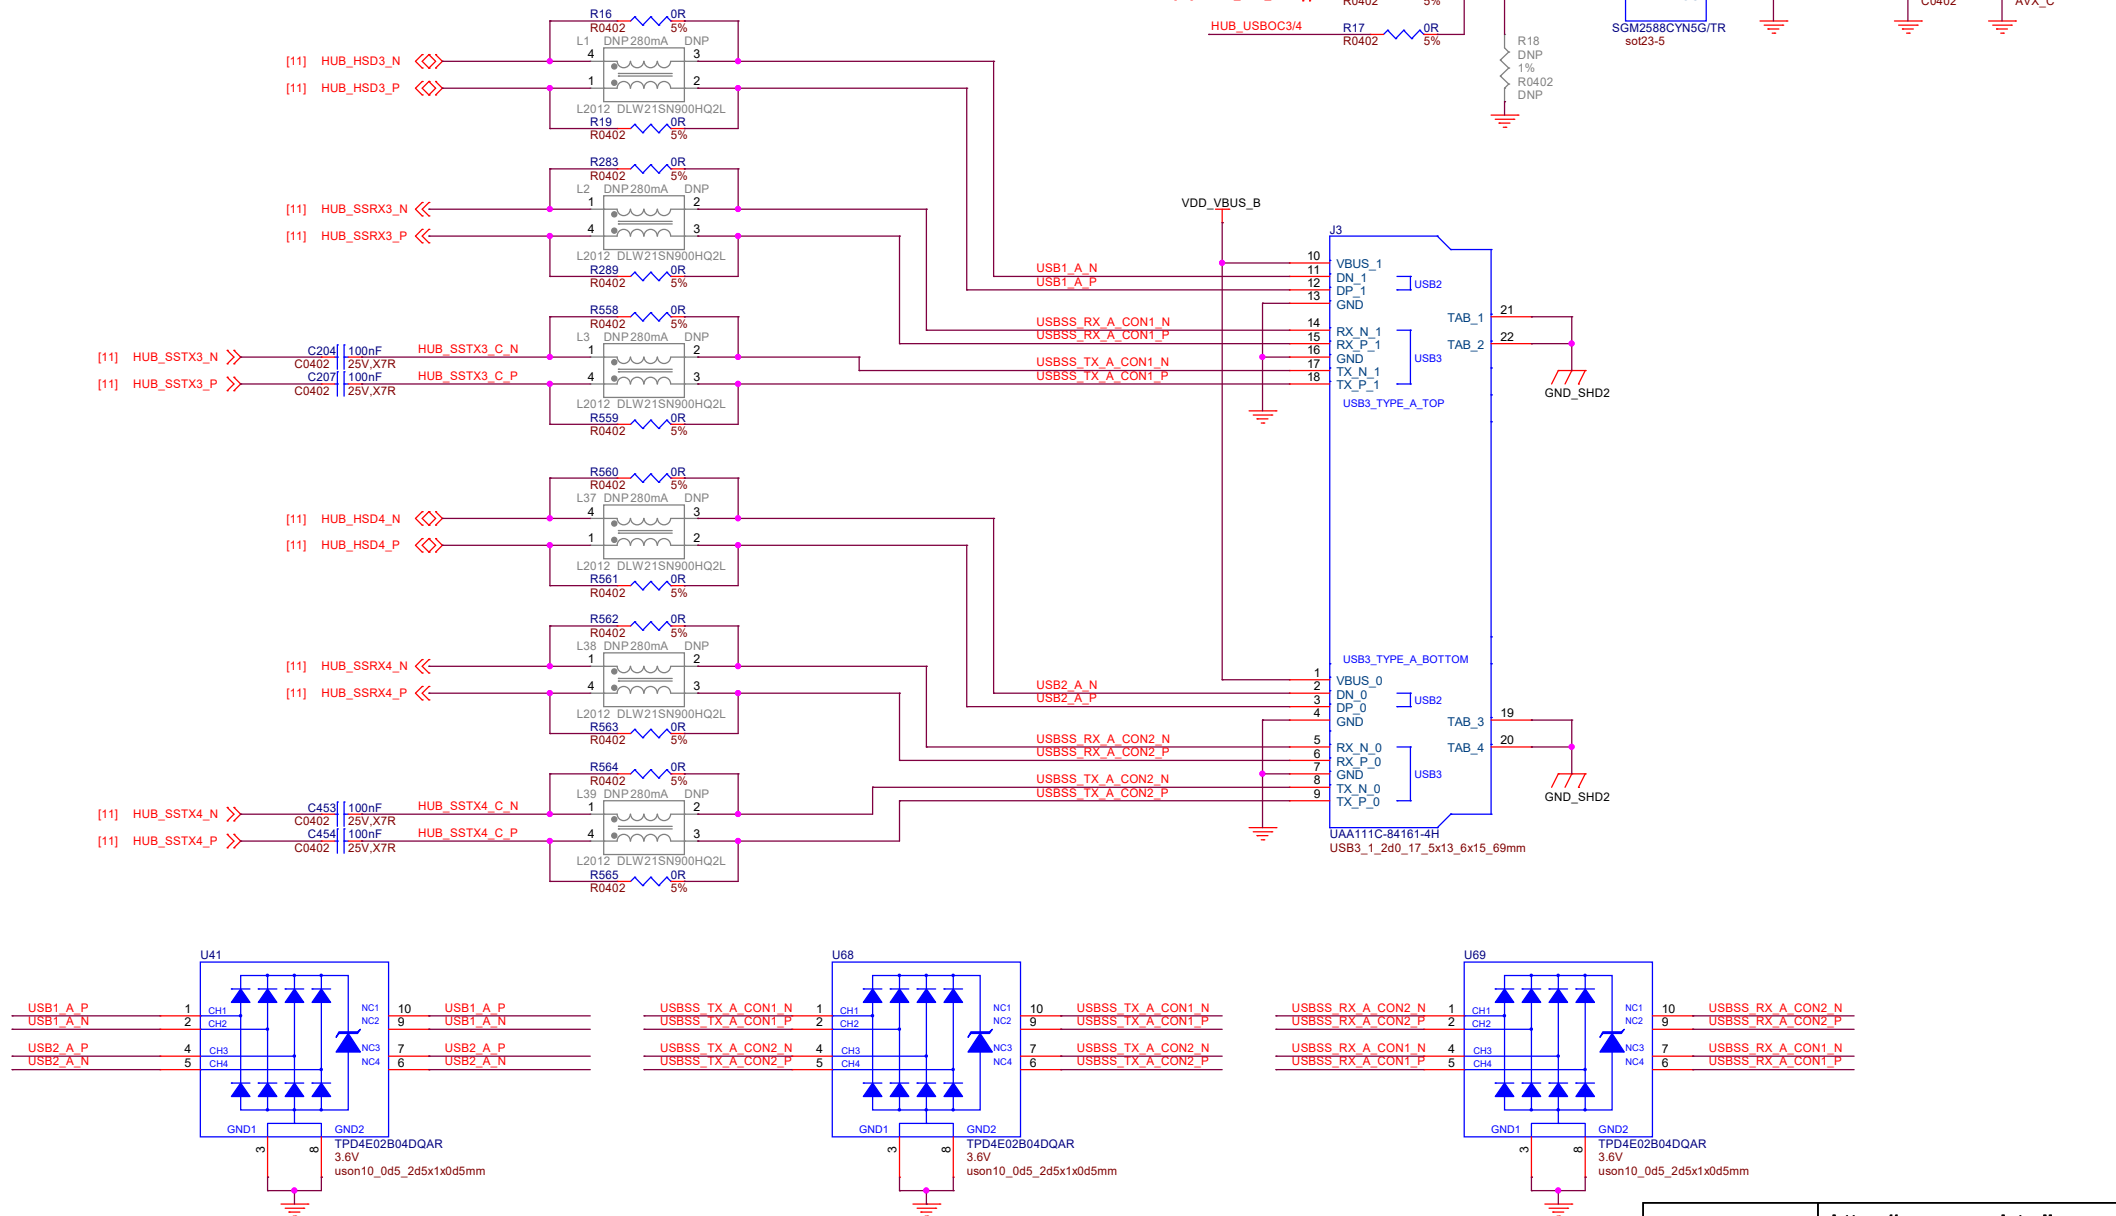 R0402 5%
HUB_USBOC3/4 R17 0R
R0402 5%
SGM2588CYN5G/TR
sot23-5
C0402
AVX_C
R18
DNP
1%
R0402
DNP
R16 0R
R0402 5%
L1 DNP 280mA DNP
[11] HUB_HSD3_N 4 3
[11] HUB_HSD3_P 1 2
L2012 DLW21SN900HQ2L
R19 0R
R0402 5%
R283 0R
R0402 5%
L2 DNP 280mA DNP
[11] HUB_SSRX3_N 1 2
[11] HUB_SSRX3_P 4 3
L2012 DLW21SN900HQ2L
R289 0R
R0402 5%
R558 0R
R0402 5%
L3 DNP 280mA DNP
[11] HUB_SSTX3_N C204 100nF HUB_SSTX3_C_N 1 2
C0402 25V,X7R
[11] HUB_SSTX3_P C207 100nF HUB_SSTX3_C_P 4 3
C0402 25V,X7R
L2012 DLW21SN900HQ2L
R559 0R
R0402 5%
R560 0R
R0402 5%
L37 DNP 280mA DNP
[11] HUB_HSD4_N 4 3
[11] HUB_HSD4_P 1 2
L2012 DLW21SN900HQ2L
R561 0R
R0402 5%
R562 0R
R0402 5%
L38 DNP 280mA DNP
[11] HUB_SSRX4_N 1 2
[11] HUB_SSRX4_P 4 3
L2012 DLW21SN900HQ2L
R563 0R
R0402 5%
R564 0R
R0402 5%
L39 DNP 280mA DNP
[11] HUB_SSTX4_N C453 100nF HUB_SSTX4_C_N 1 2
C0402 25V,X7R
[11] HUB_SSTX4_P C454 100nF HUB_SSTX4_C_P 4 3
C0402 25V,X7R
L2012 DLW21SN900HQ2L
R565 0R
R0402 5%
VDD_VBUS_B
J3
10 VBUS_1
USB1_A_N 11 DN_1
USB1_A_P 12 DP_1
USB2
13 GND
USBSS_RX_A_CON1_N 14 RX_N_1
USBSS_RX_A_CON1_P 15 RX_P_1
16 GND
USB3
USBSS_TX_A_CON1_N 17 TX_N_1
USBSS_TX_A_CON1_P 18 TX_P_1
USB3_TYPE_A_TOP
TAB_1 21
TAB_2 22
GND_SHD2
USB3_TYPE_A_BOTTOM
1 VBUS_0
USB2_A_N 2 DN_0
USB2_A_P 3 DP_0
USB2
4 GND
USBSS_RX_A_CON2_N 5 RX_N_0
USBSS_RX_A_CON2_P 6 RX_P_0
7 GND
USB3
USBSS_TX_A_CON2_N 8 TX_N_0
USBSS_TX_A_CON2_P 9 TX_P_0
TAB_3 19
TAB_4 20
GND_SHD2
UAA111C-84161-4H
USB3_1_2d0_17_5x13_6x15_69mm
U41
USB1_A_P 1 CH1 NC1 10 USB1_A_P
USB1_A_N 2 CH2 NC2 9 USB1_A_N
USB2_A_P 4 CH3 NC3 7 USB2_A_P
USB2_A_N 5 CH4 NC4 6 USB2_A_N
GND1 GND2
3 8
TPD4E02B04DQAR
3.6V
uson10_0d5_2d5x1x0d5mm
U68
USBSS_TX_A_CON1_N 1 CH1 NC1 10 USBSS_TX_A_CON1_N
USBSS_TX_A_CON1_P 2 CH2 NC2 9 USBSS_TX_A_CON1_P
USBSS_TX_A_CON2_N 4 CH3 NC3 7 USBSS_TX_A_CON2_N
USBSS_TX_A_CON2_P 5 CH4 NC4 6 USBSS_TX_A_CON2_P
GND1 GND2
3 8
TPD4E02B04DQAR
3.6V
uson10_0d5_2d5x1x0d5mm
U69
USBSS_RX_A_CON2_N 1 CH1 NC1 10 USBSS_RX_A_CON2_N
USBSS_RX_A_CON2_P 2 CH2 NC2 9 USBSS_RX_A_CON2_P
USBSS_RX_A_CON1_N 4 CH3 NC3 7 USBSS_RX_A_CON1_N
USBSS_RX_A_CON1_P 5 CH4 NC4 6 USBSS_RX_A_CON1_P
GND1 GND2
3 8
TPD4E02B04DQAR
3.6V
uson10_0d5_2d5x1x0d5mm